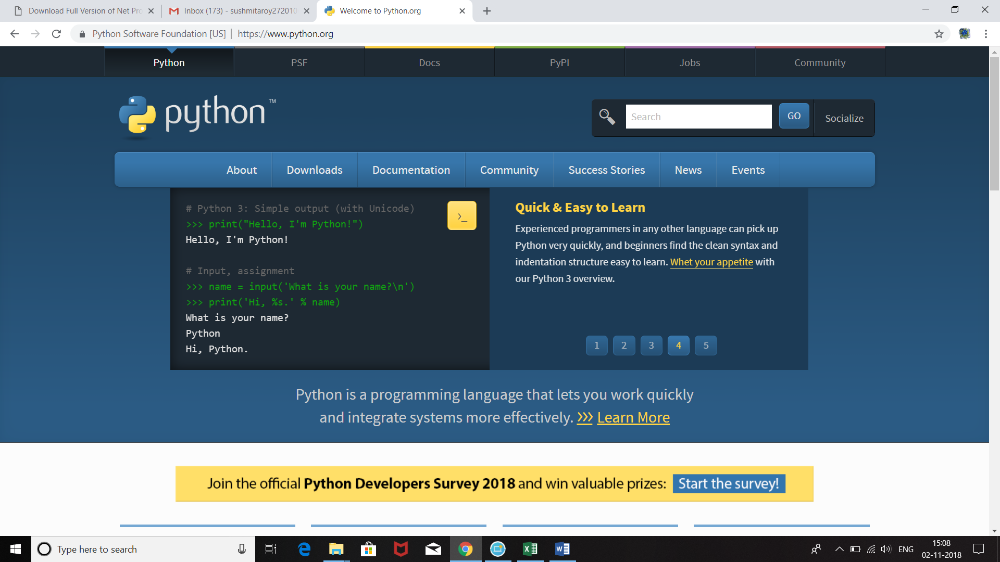 Download Full Version of Net Pro
Inbox (173) - sushmitaroy272010
Welcome to Python.org
Python Software Foundation [US] | https://www.python.org
Python
PSF
Docs
PyPI
Jobs
Community
python™
Search
GO
Socialize
About
Downloads
Documentation
Community
Success Stories
News
Events
# Python 3: Simple output (with Unicode)
>>> print("Hello, I'm Python!")
Hello, I'm Python!
# Input, assignment
>>> name = input('What is your name?\n')
>>> print('Hi, %s.' % name)
What is your name?
Python
Hi, Python.
>_
Quick & Easy to Learn
Experienced programmers in any other language can pick up
Python very quickly, and beginners find the clean syntax and
indentation structure easy to learn. Whet your appetite with
our Python 3 overview.
1 2 3 4 5
Python is a programming language that lets you work quickly
and integrate systems more effectively. >>> Learn More
Join the official Python Developers Survey 2018 and win valuable prizes: Start the survey!
Type here to search
ENG
15:08
02-11-2018